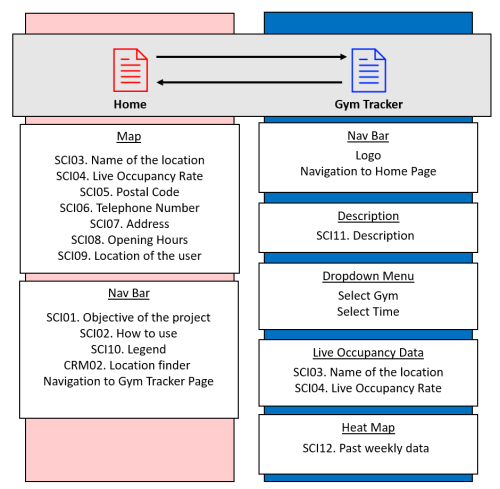 Home
Gym Tracker
Map
SCI03. Name of the location
SCI04. Live Occupancy Rate
SCI05. Postal Code
SCI06. Telephone Number
SCI07. Address
SCI08. Opening Hours
SCI09. Location of the user
Nav Bar
SCI01. Objective of the project
SCI02. How to use
SCI10. Legend
CRM02. Location finder
Navigation to Gym Tracker Page
Nav Bar
Logo
Navigation to Home Page
Description
SCI11. Description
Dropdown Menu
Select Gym
Select Time
Live Occupancy Data
SCI03. Name of the location
SCI04. Live Occupancy Rate
Heat Map
SCI12. Past weekly data